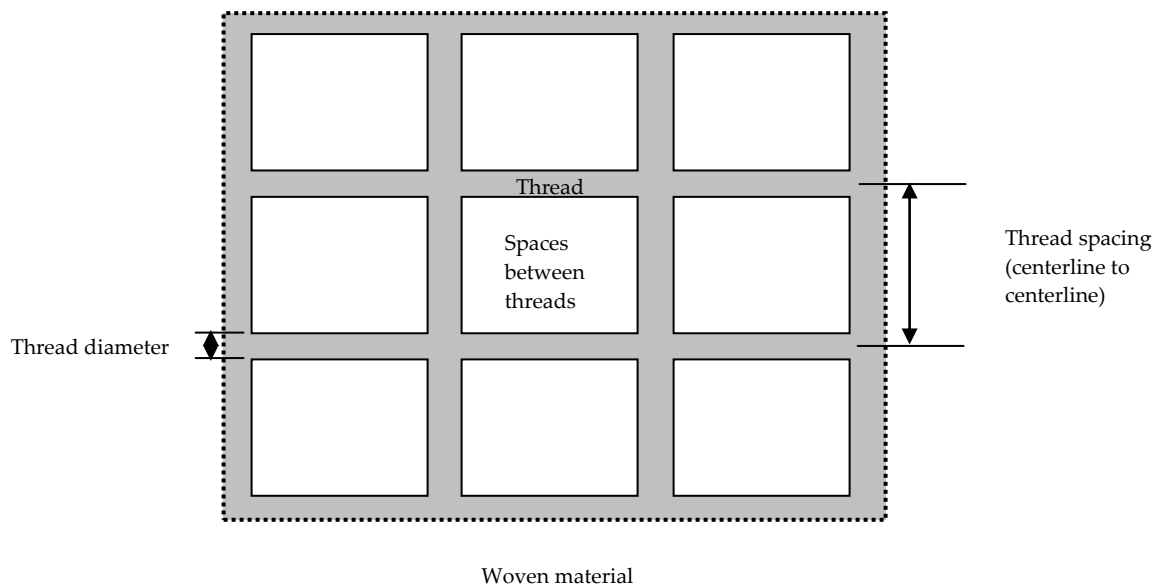 Thread
Spaces
between
threads
Thread spacing
(centerline to
centerline)
Thread diameter
Woven material